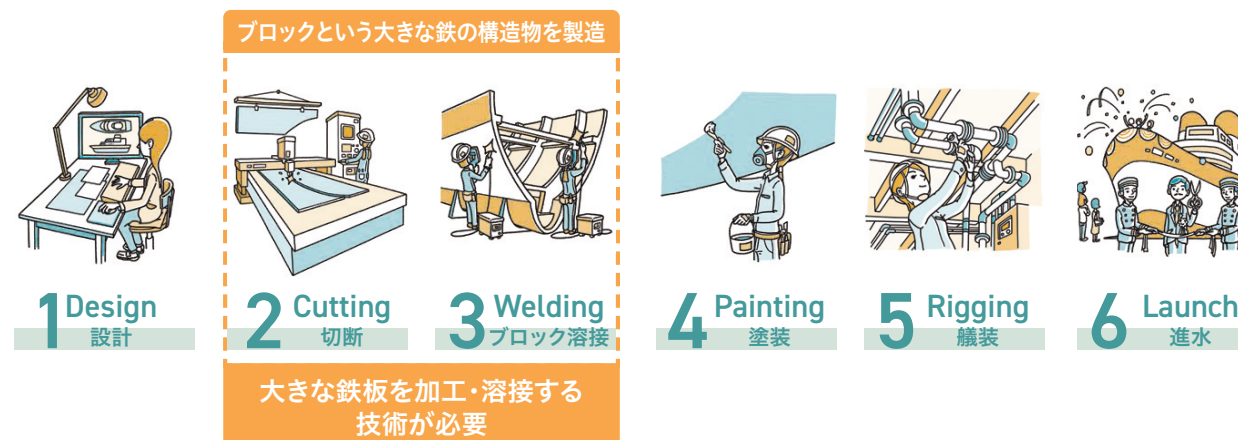 ブロックという大きな鉄の構造物を製造
1 Design
設計
2 Cutting
切断
3 Welding
ブロック溶接
4 Painting
塗装
5 Rigging
艤装
6 Launch
進水
大きな鉄板を加工・溶接する
技術が必要